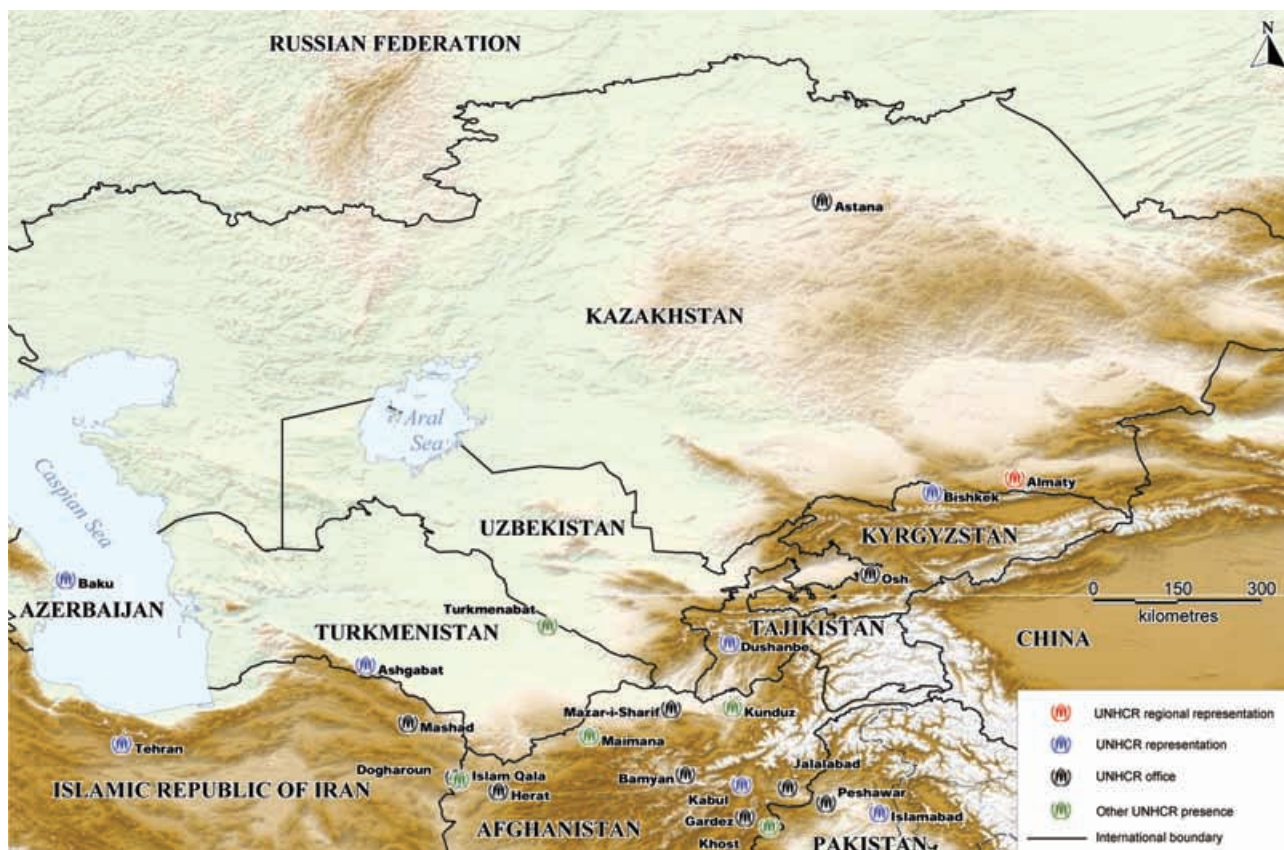 RUSSIAN FEDERATION
N
Astana
KAZAKHSTAN
Aral
Sea
Caspian Sea
Almaty
Bishkek
UZBEKISTAN
KYRGYZSTAN
Baku
Osh
0 150 300
kilometres
AZERBAIJAN
Turkmenabat
TURKMENISTAN
TAJIKISTAN
CHINA
Dushanbe
Ashgabat
Mashad
Mazar-i-Sharif
Kunduz
Tehran
Maimana
Dogharoun
Islam Qala
Bamyan
Jalalabad
ISLAMIC REPUBLIC OF IRAN
Herat
Kabul
Peshawar
Gardez
Islamabad
AFGHANISTAN
Khost
PAKISTAN
UNHCR regional representation
UNHCR representation
UNHCR office
Other UNHCR presence
International boundary